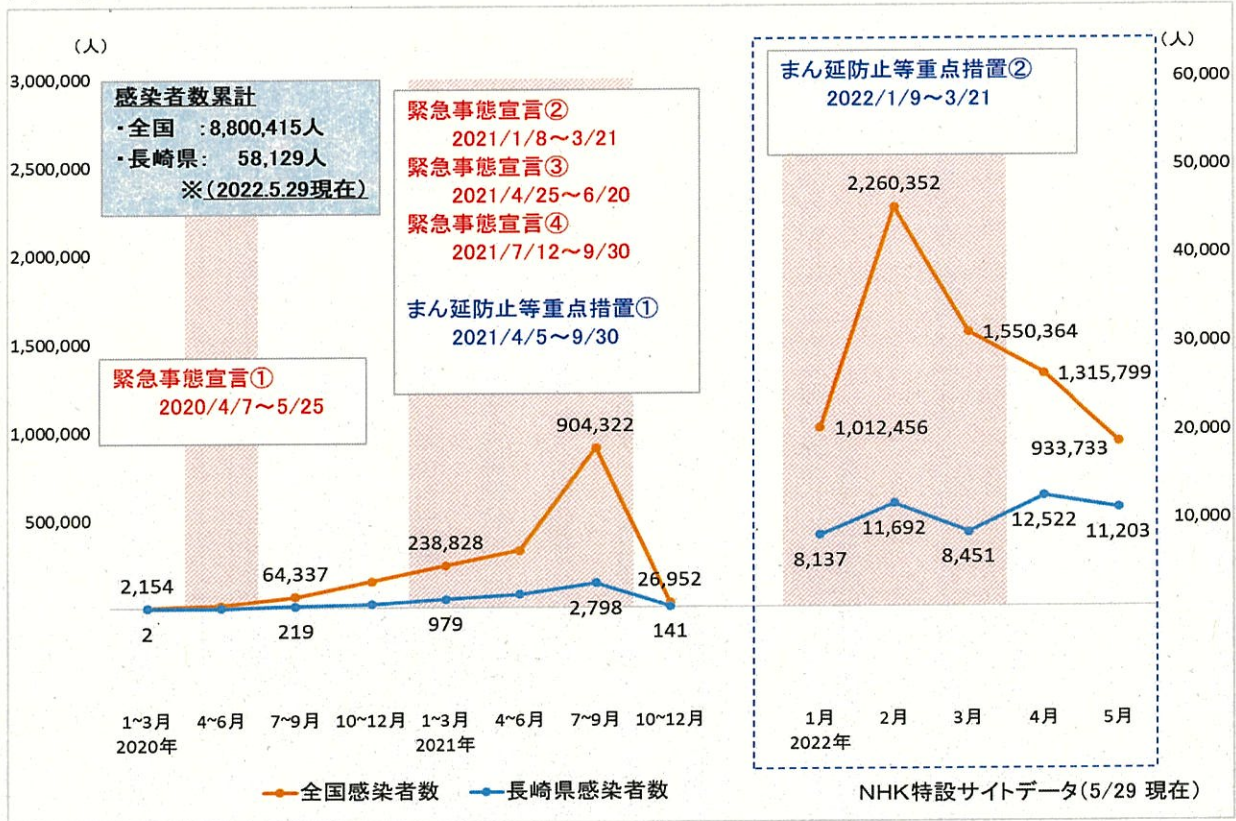 （人）
3,000,000
2,500,000
2,000,000
1,500,000
1,000,000
500,000
感染者数累計
・全国　：8,800,415人
・長崎県：　58,129人
※（2022.5.29現在）
緊急事態宣言①
2020/4/7～5/25
緊急事態宣言②
2021/1/8～3/21
緊急事態宣言③
2021/4/25～6/20
緊急事態宣言④
2021/7/12～9/30
まん延防止等重点措置①
2021/4/5～9/30
まん延防止等重点措置②
2022/1/9～3/21
（人）
60,000
50,000
40,000
30,000
20,000
10,000
2,154
64,337
238,828
904,322
26,952
2
219
979
2,798
141
1,012,456
2,260,352
1,550,364
1,315,799
933,733
8,137
11,692
8,451
12,522
11,203
1~3月 4~6月 7~9月 10~12月 1~3月 4~6月 7~9月 10~12月
2020年 2021年
1月 2月 3月 4月 5月
2022年
全国感染者数 長崎県感染者数
NHK特設サイトデータ（5/29 現在）